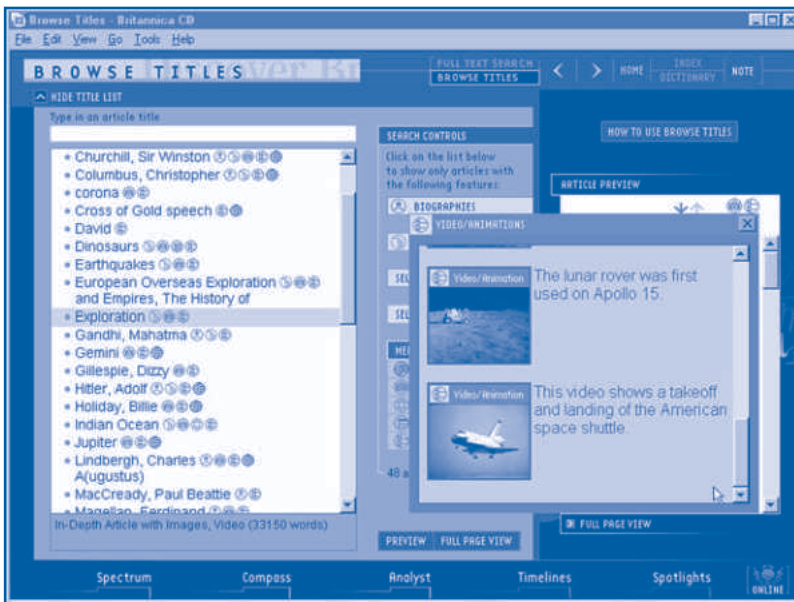 Browse Titles - Britannica CD
File Edit View Go Tools Help
BROWSE TITLES
FULL TEXT SEARCH
BROWSE TITLES
HOME
INDEX
DICTIONARY
NOTE
HIDE TITLE LIST
Type in an article title
HOW TO USE BROWSE TITLES
SEARCH CONTROLS
Click on the list below
to show only articles with
the following features:
BIOGRAPHIES
ARTICLE PREVIEW
Churchill, Sir Winston
Columbus, Christopher
corona
Cross of Gold speech
David
Dinosaurs
Earthquakes
European Overseas Exploration
and Empires, The History of
Exploration
Gandhi, Mahatma
Gemini
Gillespie, Dizzy
Hitler, Adolf
Holiday, Billie
Indian Ocean
Jupiter
Lindbergh, Charles
A(ugustus)
MacCready, Paul Beattie
Magellan, Ferdinand
In-Depth Article with Images, Video (33150 words)
SEL
SEL
48 a
VIDEO/ANIMATIONS
Video/Animation
The lunar rover was first
used on Apollo 15.
Video/Animation
This video shows a takeoff
and landing of the American
space shuttle.
PREVIEW
FULL PAGE VIEW
FULL PAGE VIEW
Spectrum
Compass
Analyst
Timelines
Spotlights
ONLINE